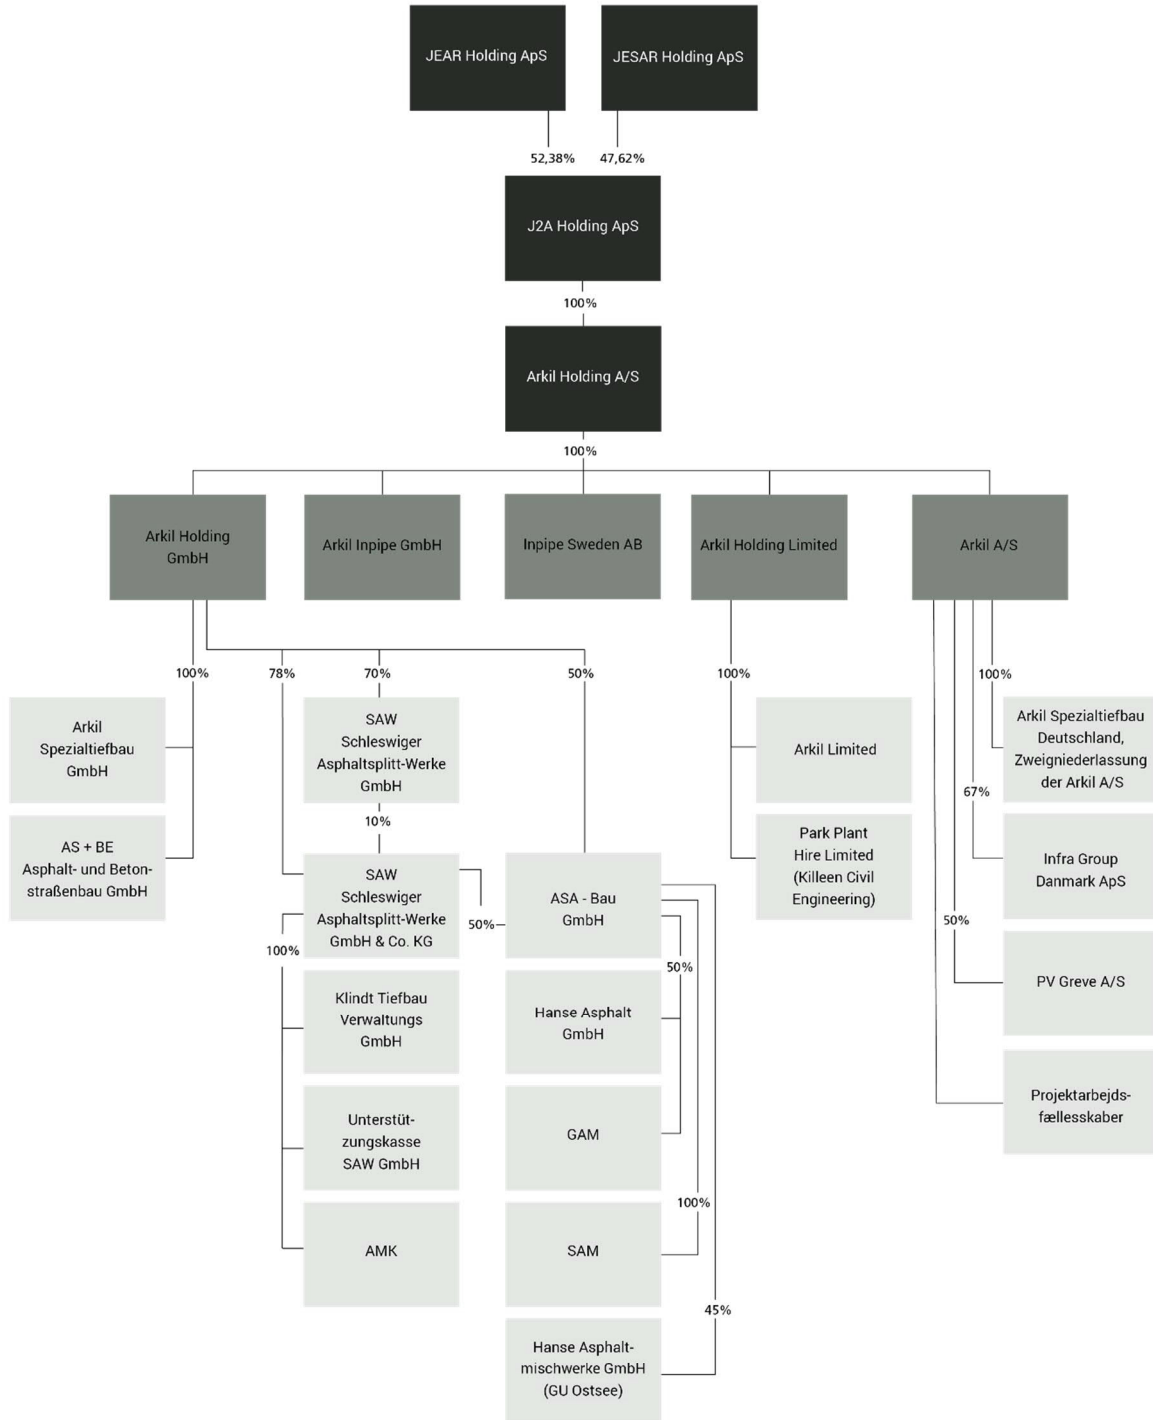 JEAR Holding ApS
JESAR Holding ApS
52,38%
47,62%
J2A Holding ApS
100%
Arkil Holding A/S
100%
Arkil Holding
GmbH
Arkil Inpipe GmbH
Inpipe Sweden AB
Arkil Holding Limited
Arkil A/S
100%
78%
70%
50%
100%
100%
Arkil
Spezialtiefbau
GmbH
SAW
Schleswiger
Asphaltsplitt-Werke
GmbH
Arkil Limited
Arkil Spezialtiefbau
Deutschland,
Zweigniederlassung
der Arkil A/S
67%
10%
AS + BE
Asphalt- und Beton-
straßenbau GmbH
SAW
Schleswiger
Asphaltsplitt-Werke
GmbH & Co. KG
50%
ASA - Bau
GmbH
Park Plant
Hire Limited
(Killeen Civil
Engineering)
Infra Group
Danmark ApS
50%
100%
50%
Klindt Tiefbau
Verwaltungs
GmbH
Hanse Asphalt
GmbH
PV Greve A/S
Unterstüt-
zungskasse
SAW GmbH
GAM
Projektarbejds-
fællesskaber
100%
AMK
SAM
45%
Hanse Asphalt-
mischwerke GmbH
(GU Ostsee)